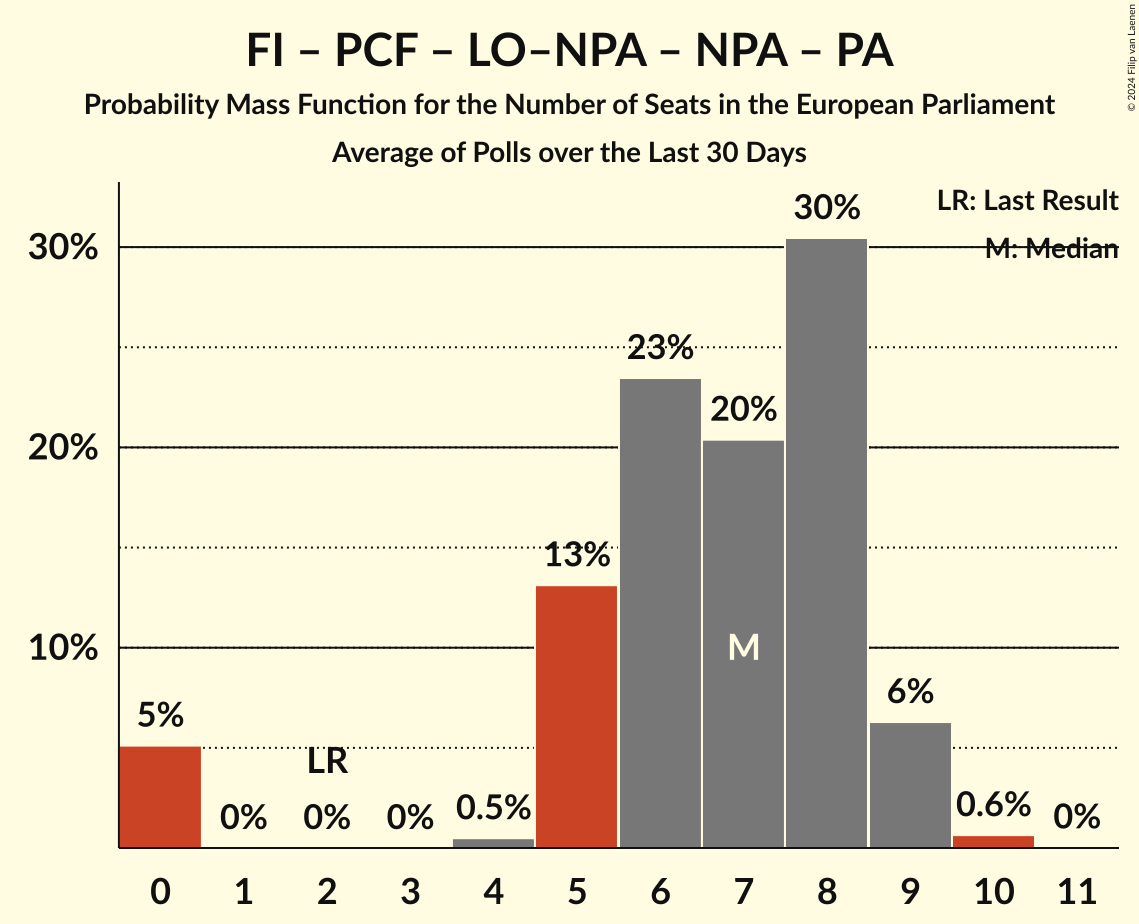 FI – PCF – LO–NPA – NPA – PA
Probability Mass Function for the Number of Seats in the European Parliament
Average of Polls over the Last 30 Days
© 2024 Filip van Laenen
LR: Last Result
M: Median
30%
20%
10%
5%
0%
LR
0%
0%
0.5%
13%
23%
20%
M
30%
6%
0.6%
0%
0 1 2 3 4 5 6 7 8 9 10 11